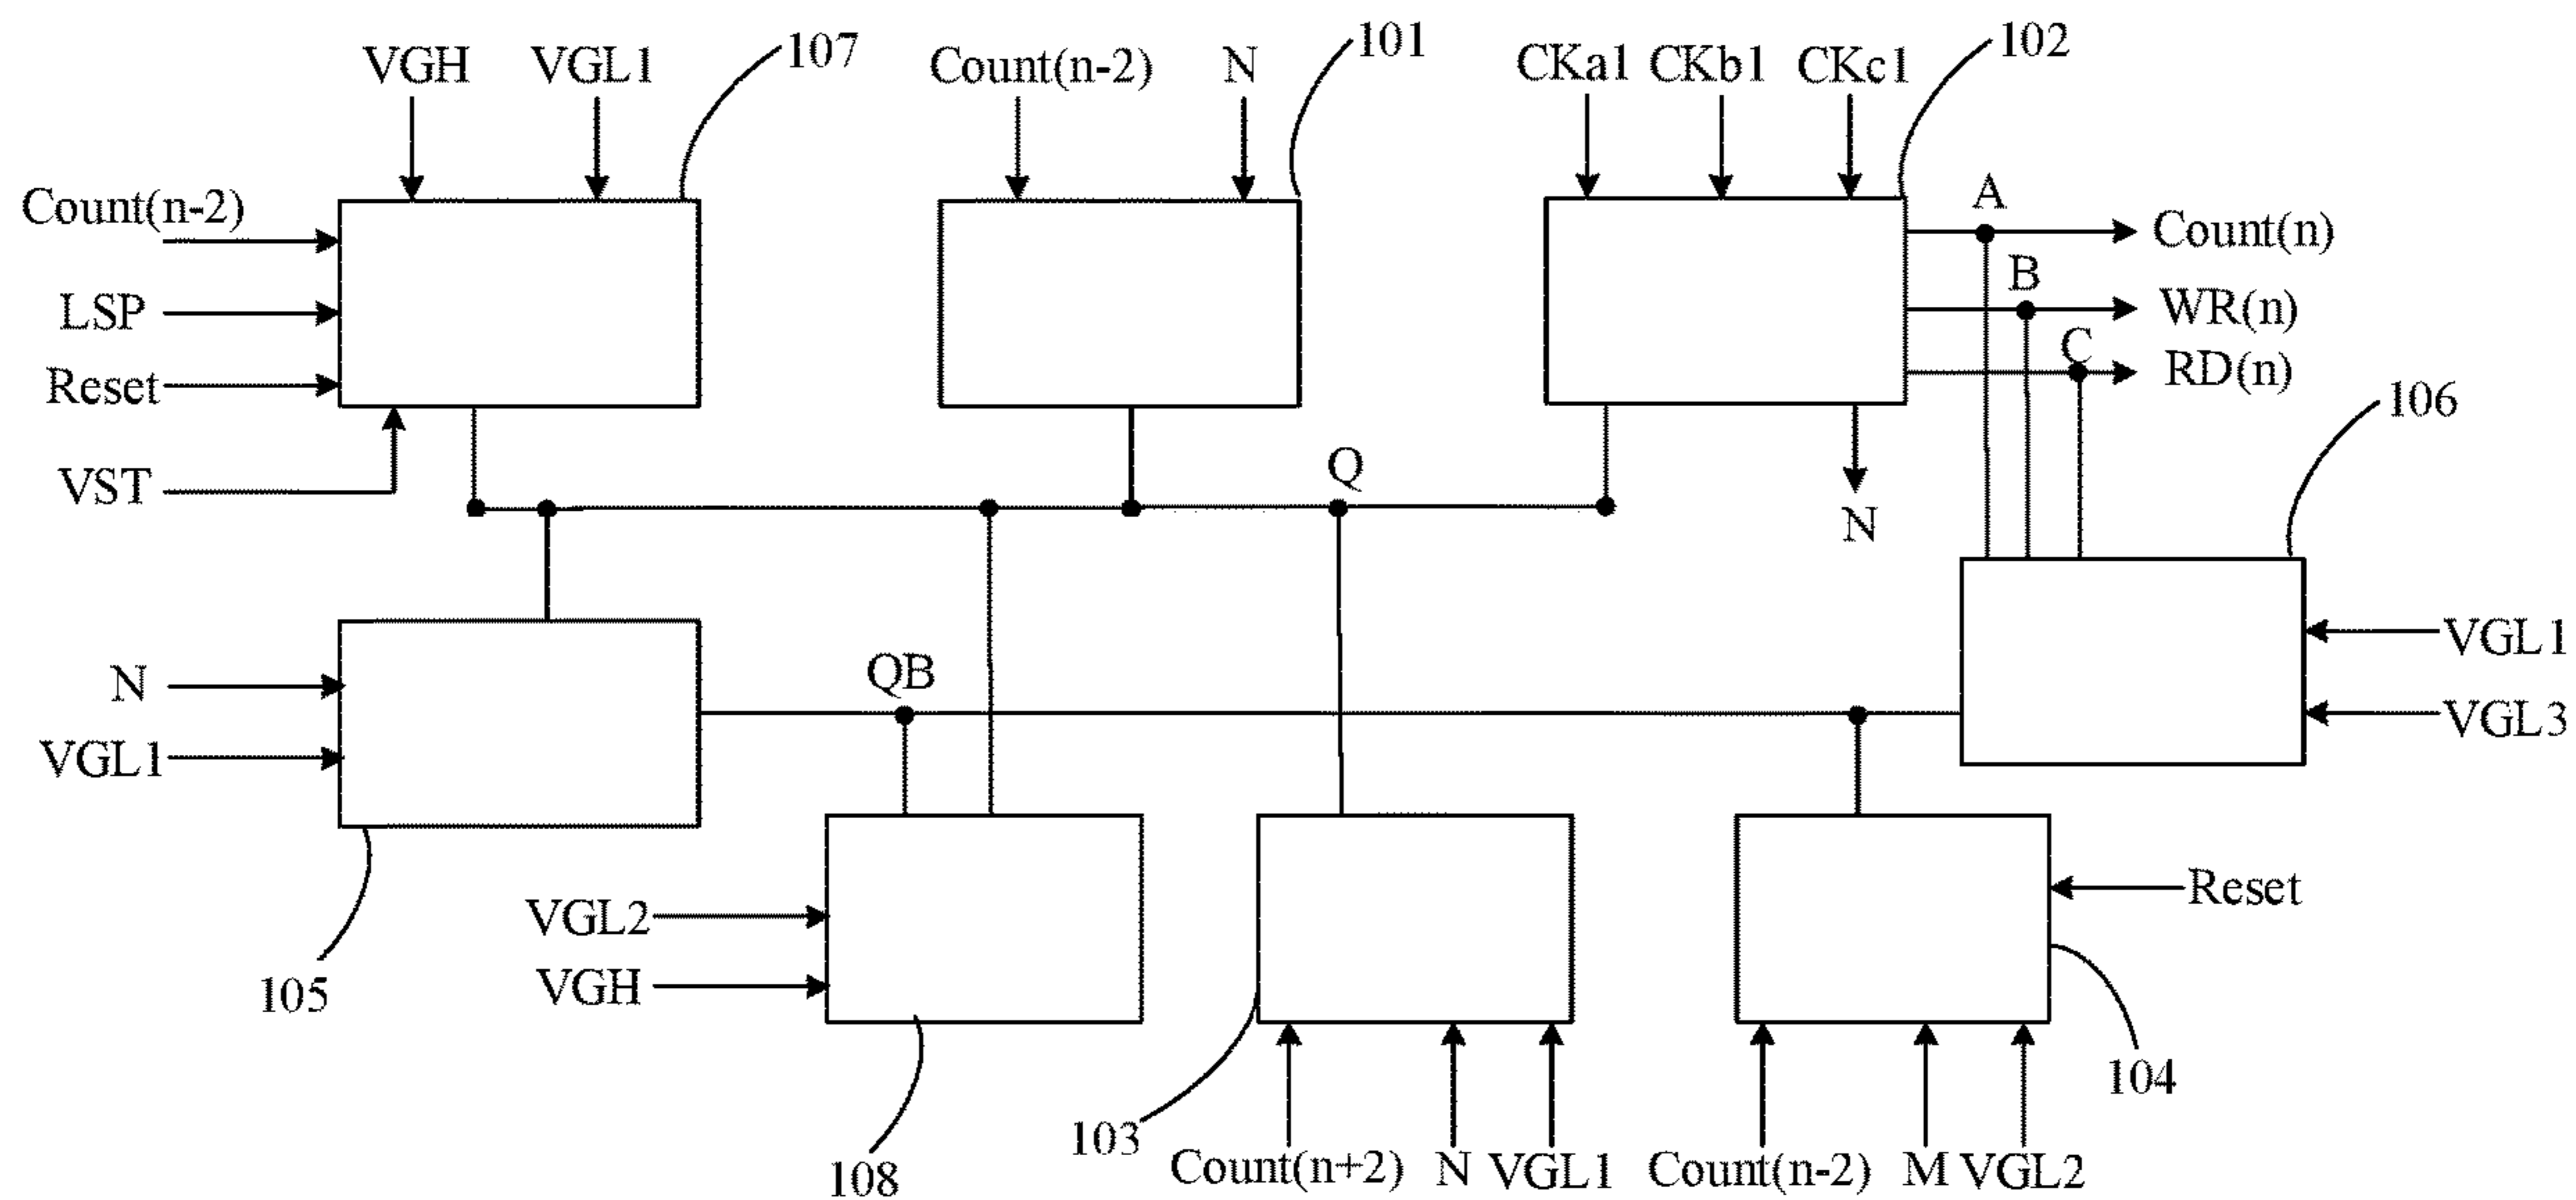 VGH VGL1 107 Count(n-2) N 101 CKa1 CKb1 CKc1 102
Count(n-2)
A
Count(n)
LSP
B
WR(n)
Reset
C
RD(n)
106
VST
Q
N
N
QB
VGL1
VGL1
VGL3
VGL2
Reset
VGH
105
103
104
108
Count(n+2) N VGL1 Count(n-2) M VGL2